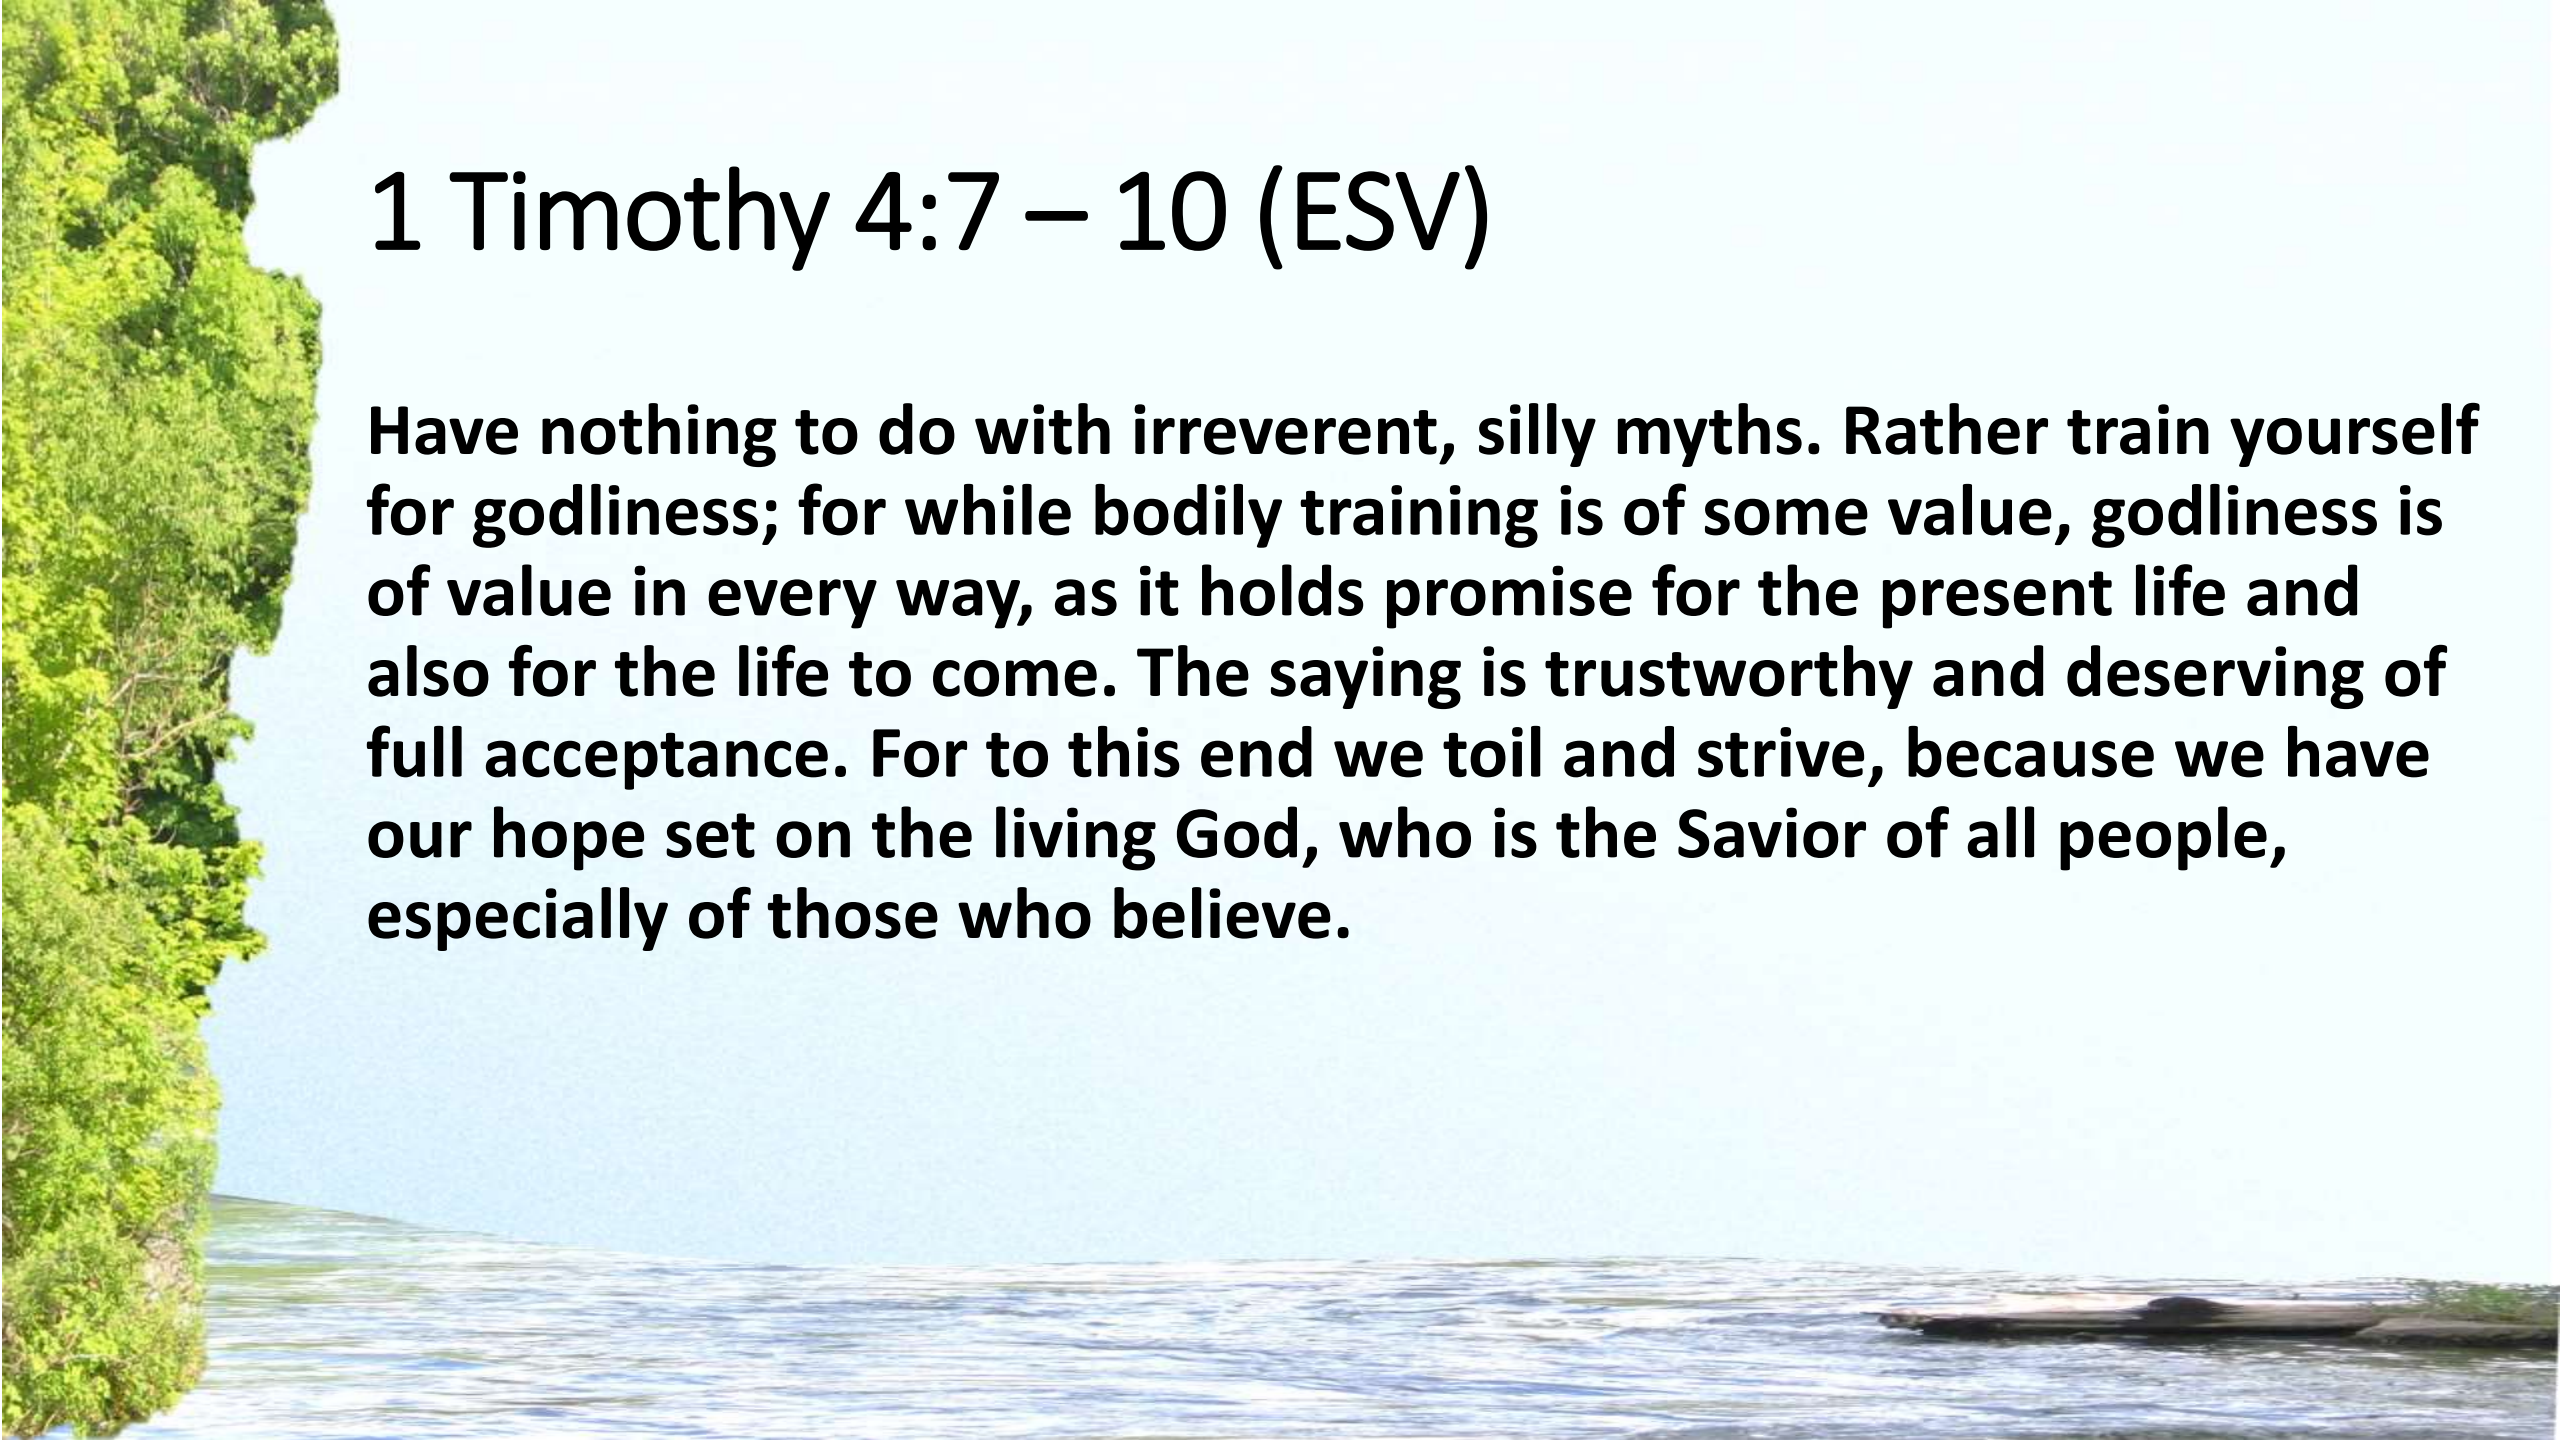 1 Timothy 4:7 – 10 (ESV)
Have nothing to do with irreverent, silly myths. Rather train yourself
for godliness; for while bodily training is of some value, godliness is
of value in every way, as it holds promise for the present life and
also for the life to come. The saying is trustworthy and deserving of
full acceptance. For to this end we toil and strive, because we have
our hope set on the living God, who is the Savior of all people,
especially of those who believe.